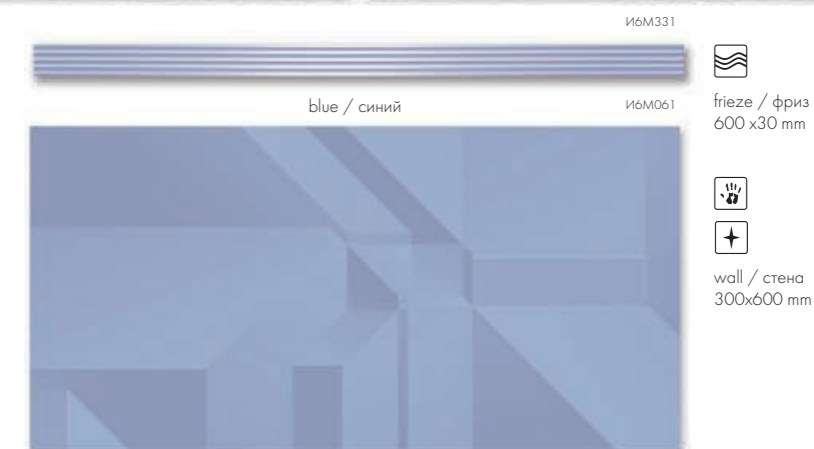 И6М331
blue / синий
И6М061
frieze / фриз
600 x30 mm
wall / стена
300x600 mm